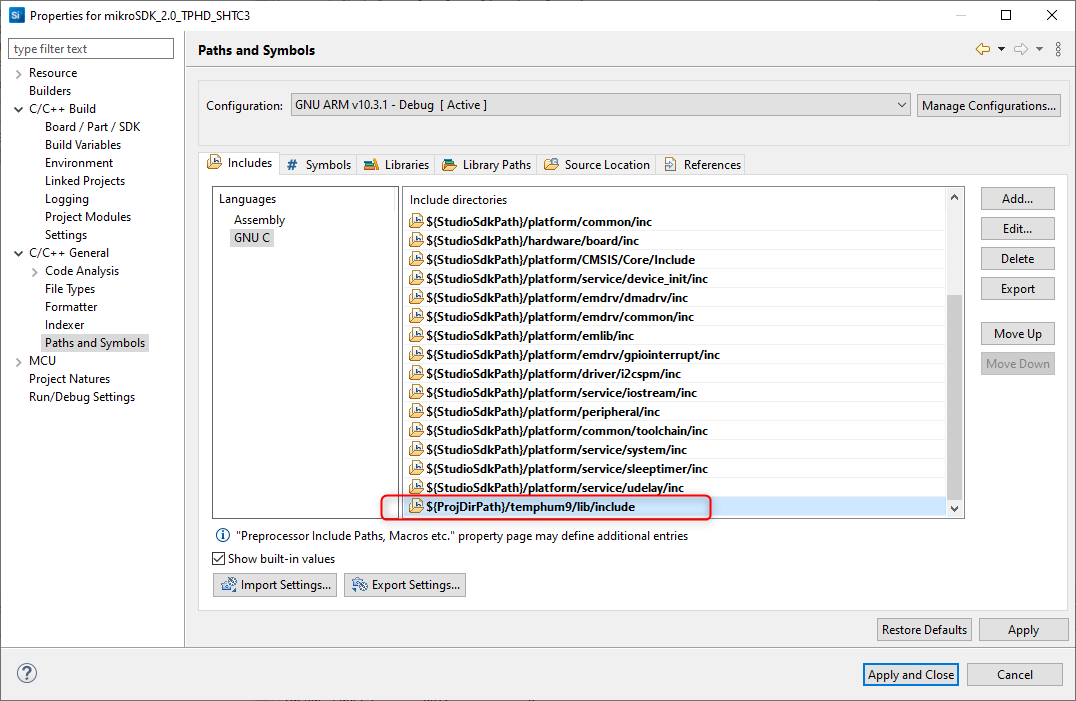 Si Properties for mikroSDK_2.0_TPHD_SHTC3
type filter text
Resource
Builders
C/C++ Build
Board / Part / SDK
Build Variables
Environment
Linked Projects
Logging
Project Modules
Settings
C/C++ General
Code Analysis
File Types
Formatter
Indexer
Paths and Symbols
MCU
Project Natures
Run/Debug Settings
Paths and Symbols
Configuration: GNU ARM v10.3.1 - Debug [ Active ] Manage Configurations...
Includes # Symbols Libraries Library Paths Source Location References
Languages
Assembly
GNU C
Include directories
${StudioSdkPath}/platform/common/inc
${StudioSdkPath}/hardware/board/inc
${StudioSdkPath}/platform/CMSIS/Core/Include
${StudioSdkPath}/platform/service/device_init/inc
${StudioSdkPath}/platform/emdrv/dmadrv/inc
${StudioSdkPath}/platform/emdrv/common/inc
${StudioSdkPath}/platform/emlib/inc
${StudioSdkPath}/platform/emdrv/gpiointerrupt/inc
${StudioSdkPath}/platform/driver/i2cspm/inc
${StudioSdkPath}/platform/service/iostream/inc
${StudioSdkPath}/platform/peripheral/inc
${StudioSdkPath}/platform/common/toolchain/inc
${StudioSdkPath}/platform/service/system/inc
${StudioSdkPath}/platform/service/sleeptimer/inc
${StudioSdkPath}/platform/service/udelay/inc
${ProjDirPath}/temphum9/lib/include
Add...
Edit...
Delete
Export
Move Up
Move Down
"Preprocessor Include Paths, Macros etc." property page may define additional entries
Show built-in values
Import Settings... Export Settings...
Restore Defaults Apply
Apply and Close Cancel